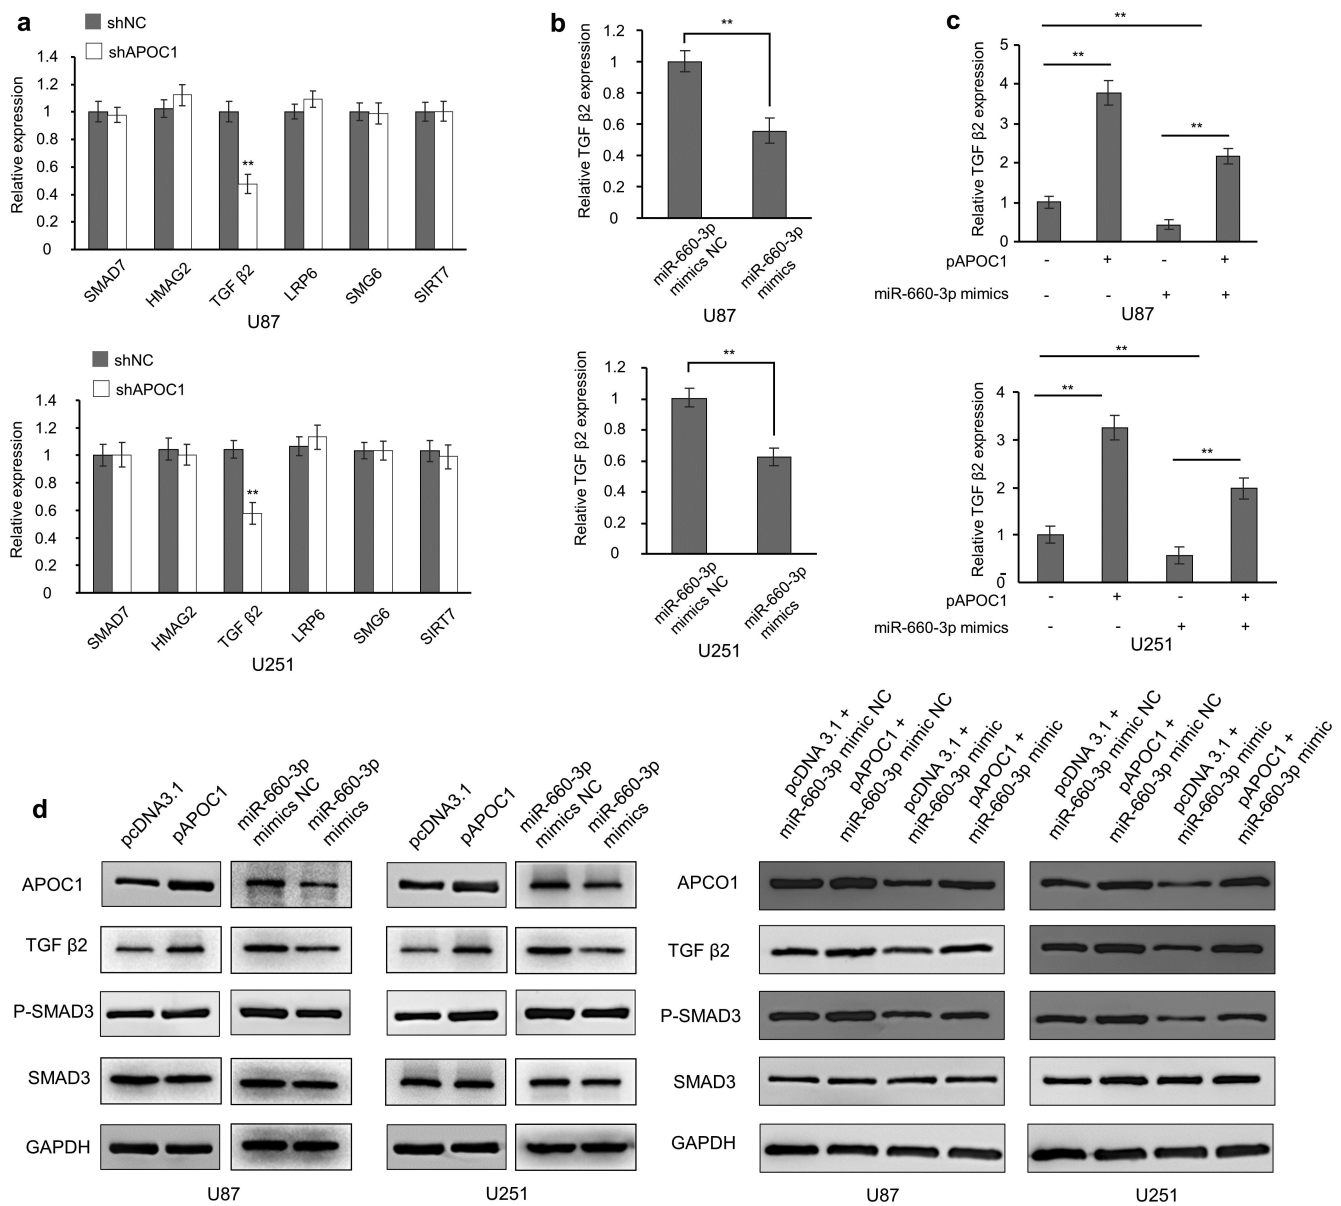 a
shNC
shAPOC1
Relative expression
1.4
1.2
1
0.8
0.6
0.4
0.2
0
**
SMAD7
HMAG2
TGF β2
LRP6
SMG6
SIRT7
U87
shNC
shAPOC1
Relative expression
1.4
1.2
1
0.8
0.6
0.4
0.2
0
**
SMAD7
HMAG2
TGF β2
LRP6
SMG6
SIRT7
U251
b
Relative TGF β2 expression
1.2
1
0.8
0.6
0.4
0.2
0
**
miR-660-3p
mimics NC
miR-660-3p
mimics
U87
Relative TGF β2 expression
1.2
1
0.8
0.6
0.4
0.2
0
**
miR-660-3p
mimics NC
miR-660-3p
mimics
U251
c
Relative TGF β2 expression
5
4
3
2
1
0
**
**
**
pAPOC1 - + - +
miR-660-3p mimics - - + +
U87
Relative TGF β2 expression
4
3
2
1
0
**
**
**
pAPOC1 - + - +
miR-660-3p mimics - - + +
U251
d
pcDNA3.1
pAPOC1
miR-660-3p
mimics NC
miR-660-3p
mimics
pcDNA3.1
pAPOC1
miR-660-3p
mimics NC
miR-660-3p
mimics
APOC1
TGF β2
P-SMAD3
SMAD3
GAPDH
U87
U251
pcDNA 3.1 +
miR-660-3p mimic NC
pAPOC1 +
miR-660-3p mimic NC
pcDNA 3.1 +
miR-660-3p mimic
pAPOC1 +
miR-660-3p mimic
pcDNA 3.1 +
miR-660-3p mimic NC
pAPOC1 +
miR-660-3p mimic NC
pcDNA 3.1 +
miR-660-3p mimic
pAPOC1 +
miR-660-3p mimic
APCO1
TGF β2
P-SMAD3
SMAD3
GAPDH
U87
U251